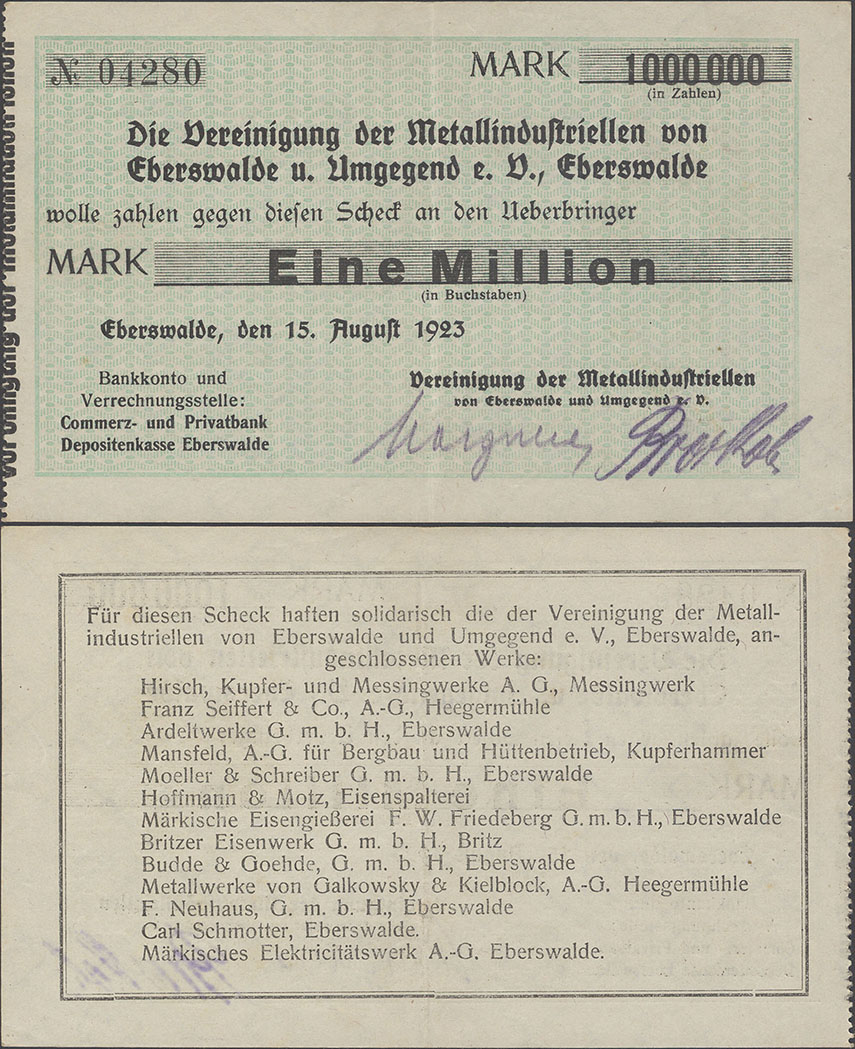 № 04280
MARK 1000000
(in Zahlen)
Die Vereinigung der Metallindustriellen von
Eberswalde u. Umgegend e. V., Eberswalde
wolle zahlen gegen diesen Scheck an den Ueberbringer
MARK Eine Million
(in Buchstaben)
Eberswalde, den 15. August 1923
Bankkonto und
Verrechnungsstelle:
Commerz- und Privatbank
Depositenkasse Eberswalde
Vereinigung der Metallindustriellen
von Eberswalde und Umgegend e. V.
Für diesen Scheck haften solidarisch die der Vereinigung der Metall-
industriellen von Eberswalde und Umgegend e. V., Eberswalde, an-
geschlossenen Werke:
Hirsch, Kupfer- und Messingwerke A. G., Messingwerk
Franz Seiffert & Co., A.-G., Heegermühle
Ardeltwerke G. m. b. H., Eberswalde
Mansfeld, A.-G. für Bergbau und Hüttenbetrieb, Kupferhammer
Moeller & Schreiber G. m. b. H., Eberswalde
Hoffmann & Motz, Eisenspalterei
Märkische Eisengießerei F. W. Friedeberg G. m. b. H., Eberswalde
Britzer Eisenwerk G. m. b. H., Britz
Budde & Goehde, G. m. b. H., Eberswalde
Metallwerke von Galkowsky & Kielblock, A.-G. Heegermühle
F. Neuhaus, G. m. b. H., Eberswalde
Carl Schmotter, Eberswalde.
Märkisches Elektricitätswerk A.-G. Eberswalde.